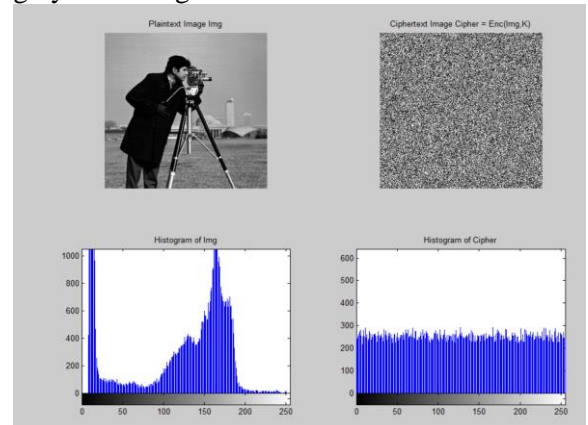 Plaintext Image Img
Ciphertext Image Cipher = Enc(Img,K)
Histogram of Img
Histogram of Cipher
1000
800
600
400
200
0
0 50 100 150 200 250
600
500
400
300
200
100
0
0 50 100 150 200 250